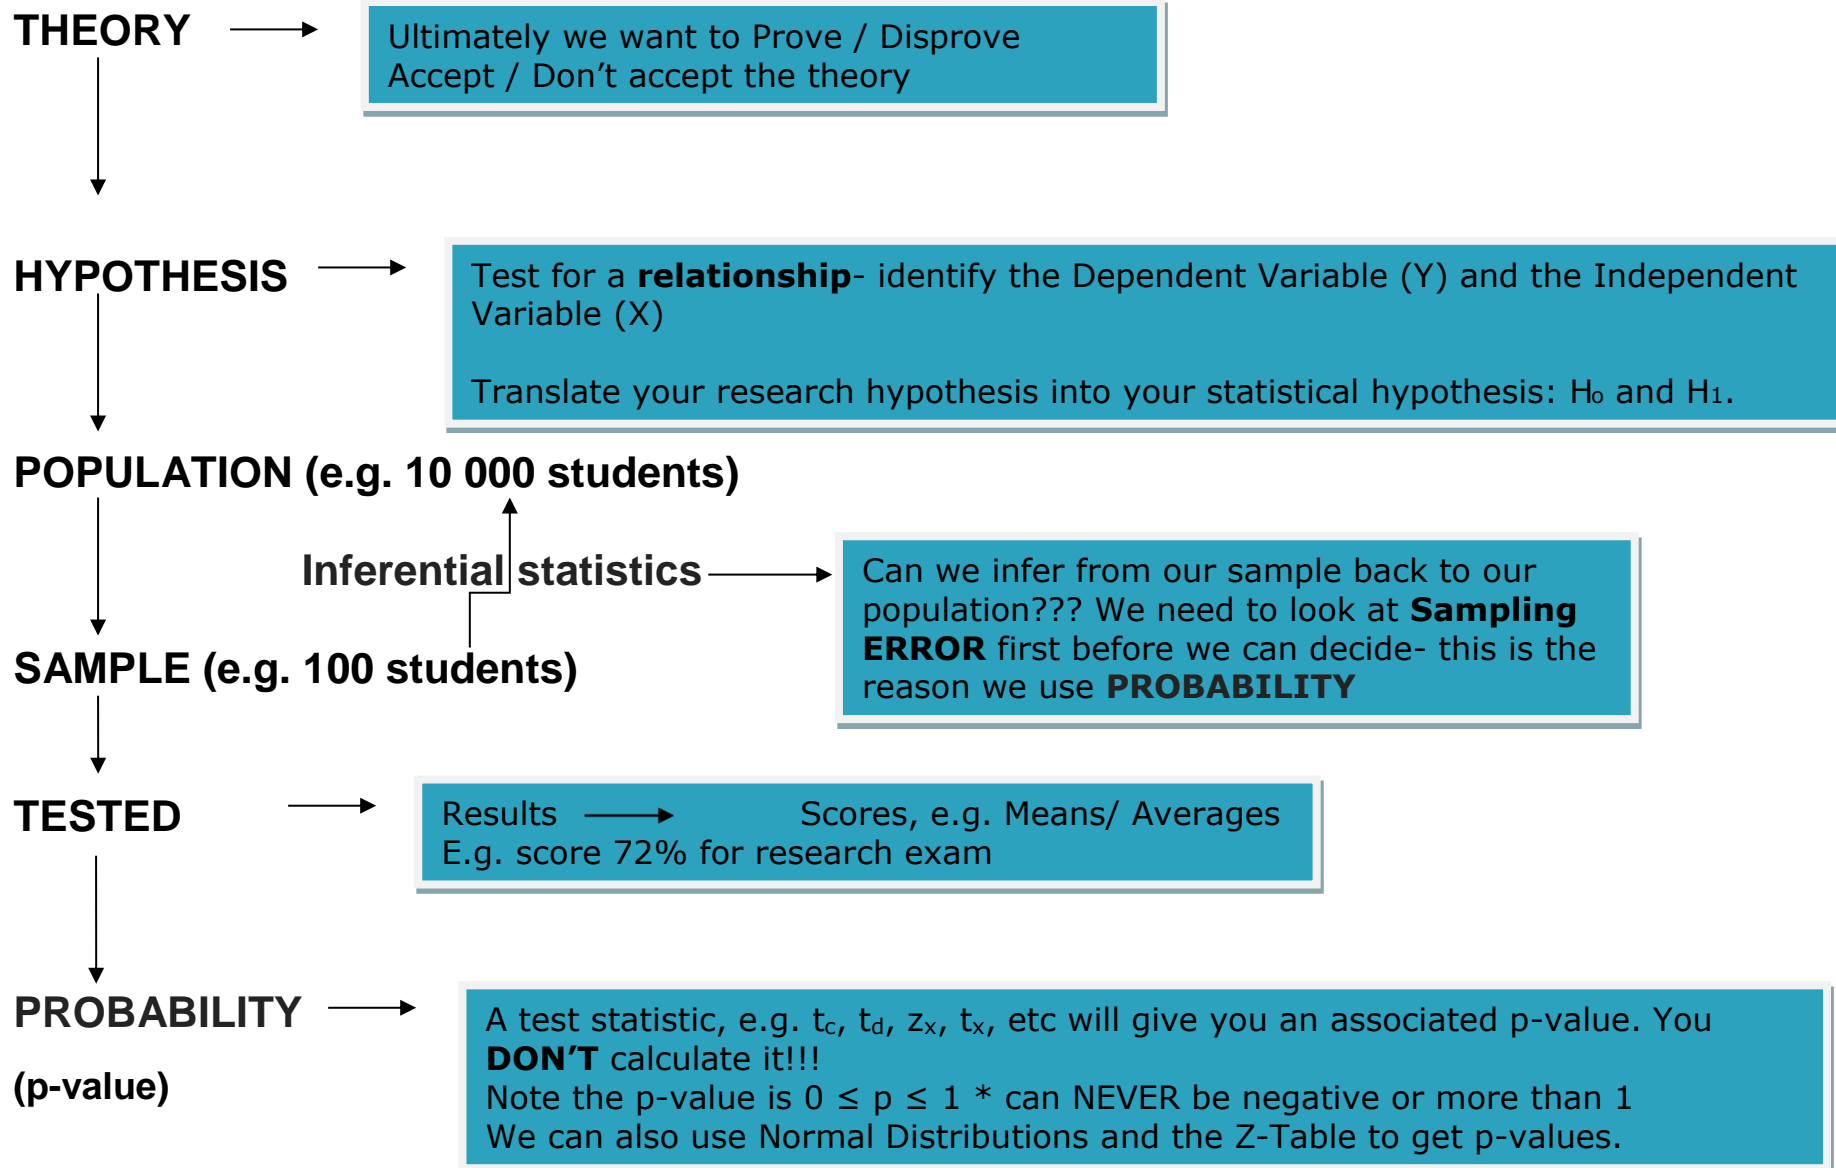 THEORY
Ultimately we want to Prove / Disprove
Accept / Don't accept the theory
HYPOTHESIS
Test for a relationship- identify the Dependent Variable (Y) and the Independent
Variable (X)
Translate your research hypothesis into your statistical hypothesis: H₀ and H₁.
POPULATION (e.g. 10 000 students)
Inferential statistics
Can we infer from our sample back to our
population??? We need to look at Sampling
ERROR first before we can decide- this is the
reason we use PROBABILITY
SAMPLE (e.g. 100 students)
TESTED
Results Scores, e.g. Means/ Averages
E.g. score 72% for research exam
PROBABILITY
(p-value)
A test statistic, e.g. tc, td, zx, tx, etc will give you an associated p-value. You
DON'T calculate it!!!
Note the p-value is 0 ≤ p ≤ 1 * can NEVER be negative or more than 1
We can also use Normal Distributions and the Z-Table to get p-values.